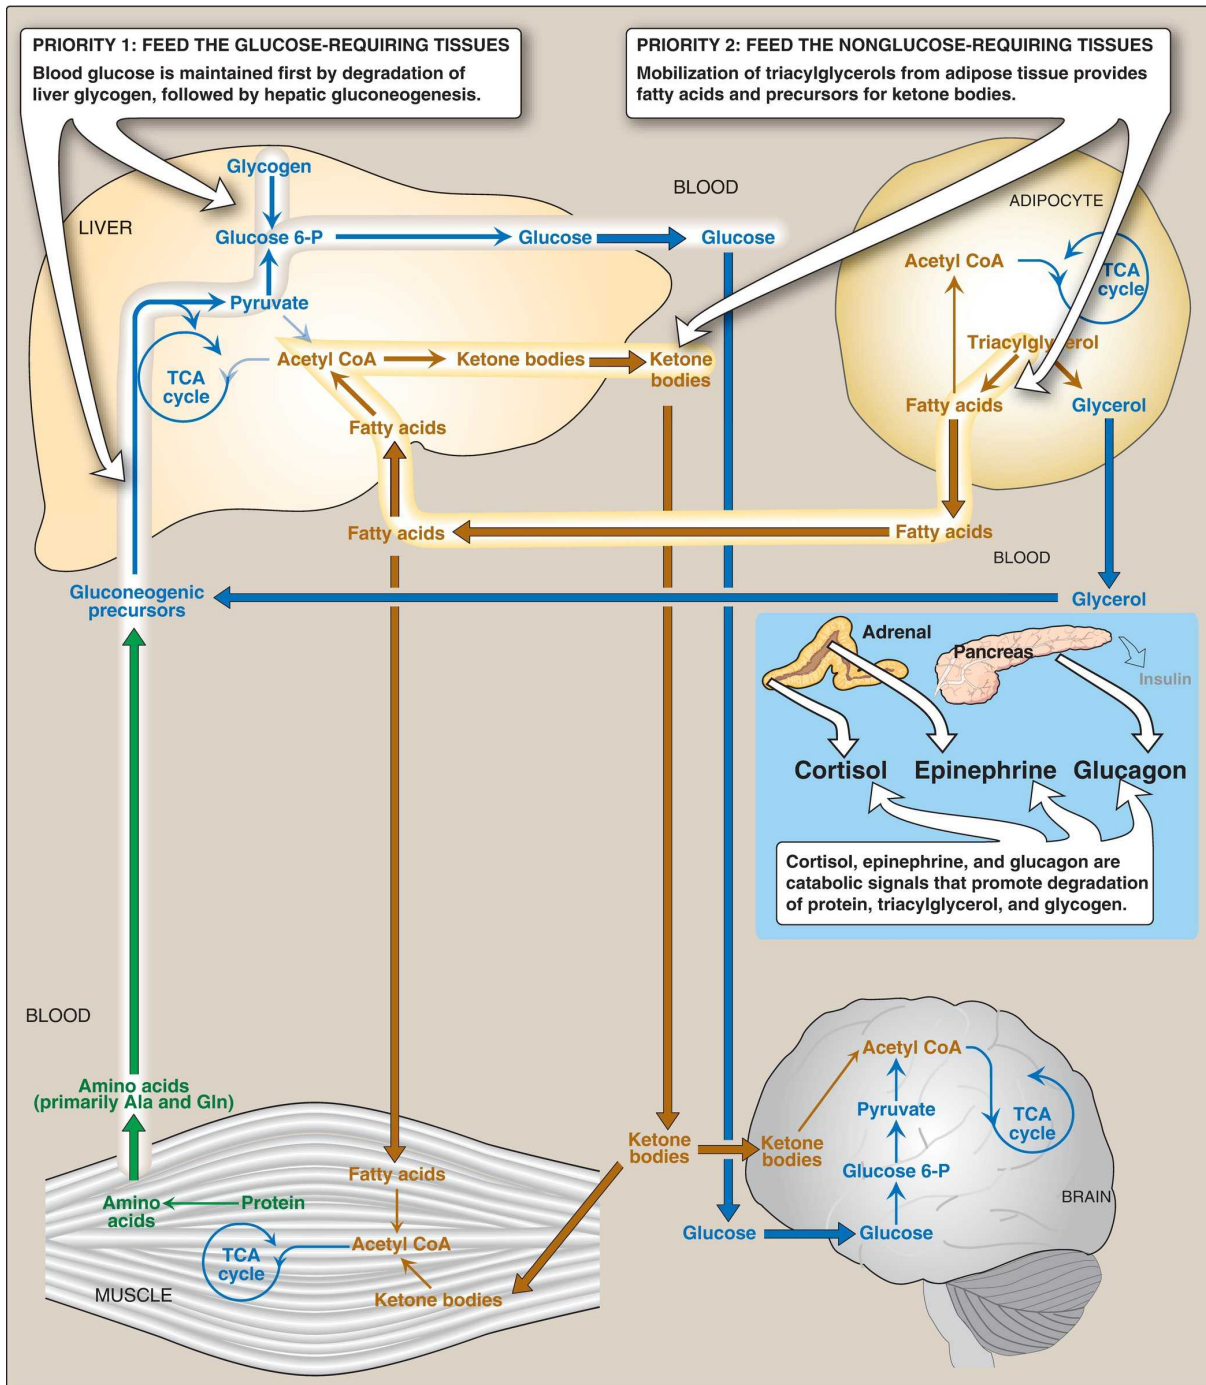 PRIORITY 1: FEED THE GLUCOSE-REQUIRING TISSUES
Blood glucose is maintained first by degradation of
liver glycogen, followed by hepatic gluconeogenesis.
PRIORITY 2: FEED THE NONGLUCOSE-REQUIRING TISSUES
Mobilization of triacylglycerols from adipose tissue provides
fatty acids and precursors for ketone bodies.
LIVER
Glycogen
Glucose 6-P
Glucose
Pyruvate
TCA
cycle
Acetyl CoA
Ketone bodies
Fatty acids
BLOOD
Glucose
Ketone
bodies
ADIPOCYTE
Acetyl CoA
TCA
cycle
Triacylglycerol
Fatty acids
Glycerol
Fatty acids
Fatty acids
BLOOD
Gluconeogenic
precursors
Glycerol
Adrenal
Pancreas
Insulin
Cortisol
Epinephrine
Glucagon
Cortisol, epinephrine, and glucagon are
catabolic signals that promote degradation
of protein, triacylglycerol, and glycogen.
BLOOD
Amino acids
(primarily Ala and Gln)
Amino
acids
Protein
Fatty acids
Acetyl CoA
TCA
cycle
MUSCLE
Ketone bodies
Ketone
bodies
Glucose
Acetyl CoA
Pyruvate
TCA
cycle
Ketone
bodies
Glucose 6-P
Glucose
BRAIN